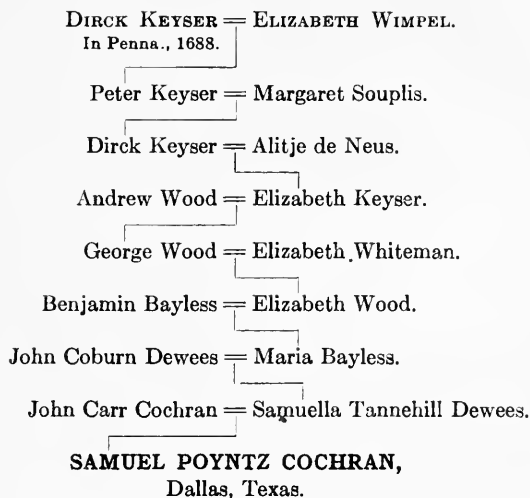 DIRCK KEYSER = ELIZABETH WIMPEL.
In Penna., 1688.
Peter Keyser = Margaret Souplis.
Dirck Keyser = Alitje de Neus.
Andrew Wood = Elizabeth Keyser.
George Wood = Elizabeth Whiteman.
Benjamin Bayless = Elizabeth Wood.
John Coburn Dewees = Maria Bayless.
John Carr Cochran = Samuella Tannehill Dewees.
SAMUEL POYNTZ COCHRAN,
Dallas, Texas.